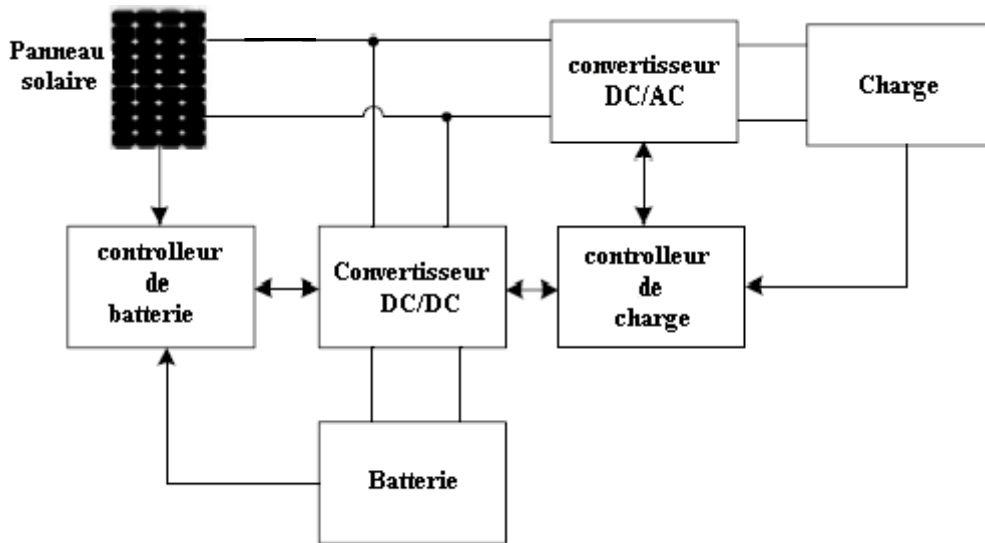 Panneau
solaire
convertisseur
DC/AC
Charge
controlleur
de
batterie
Convertisseur
DC/DC
controlleur
de
charge
Batterie